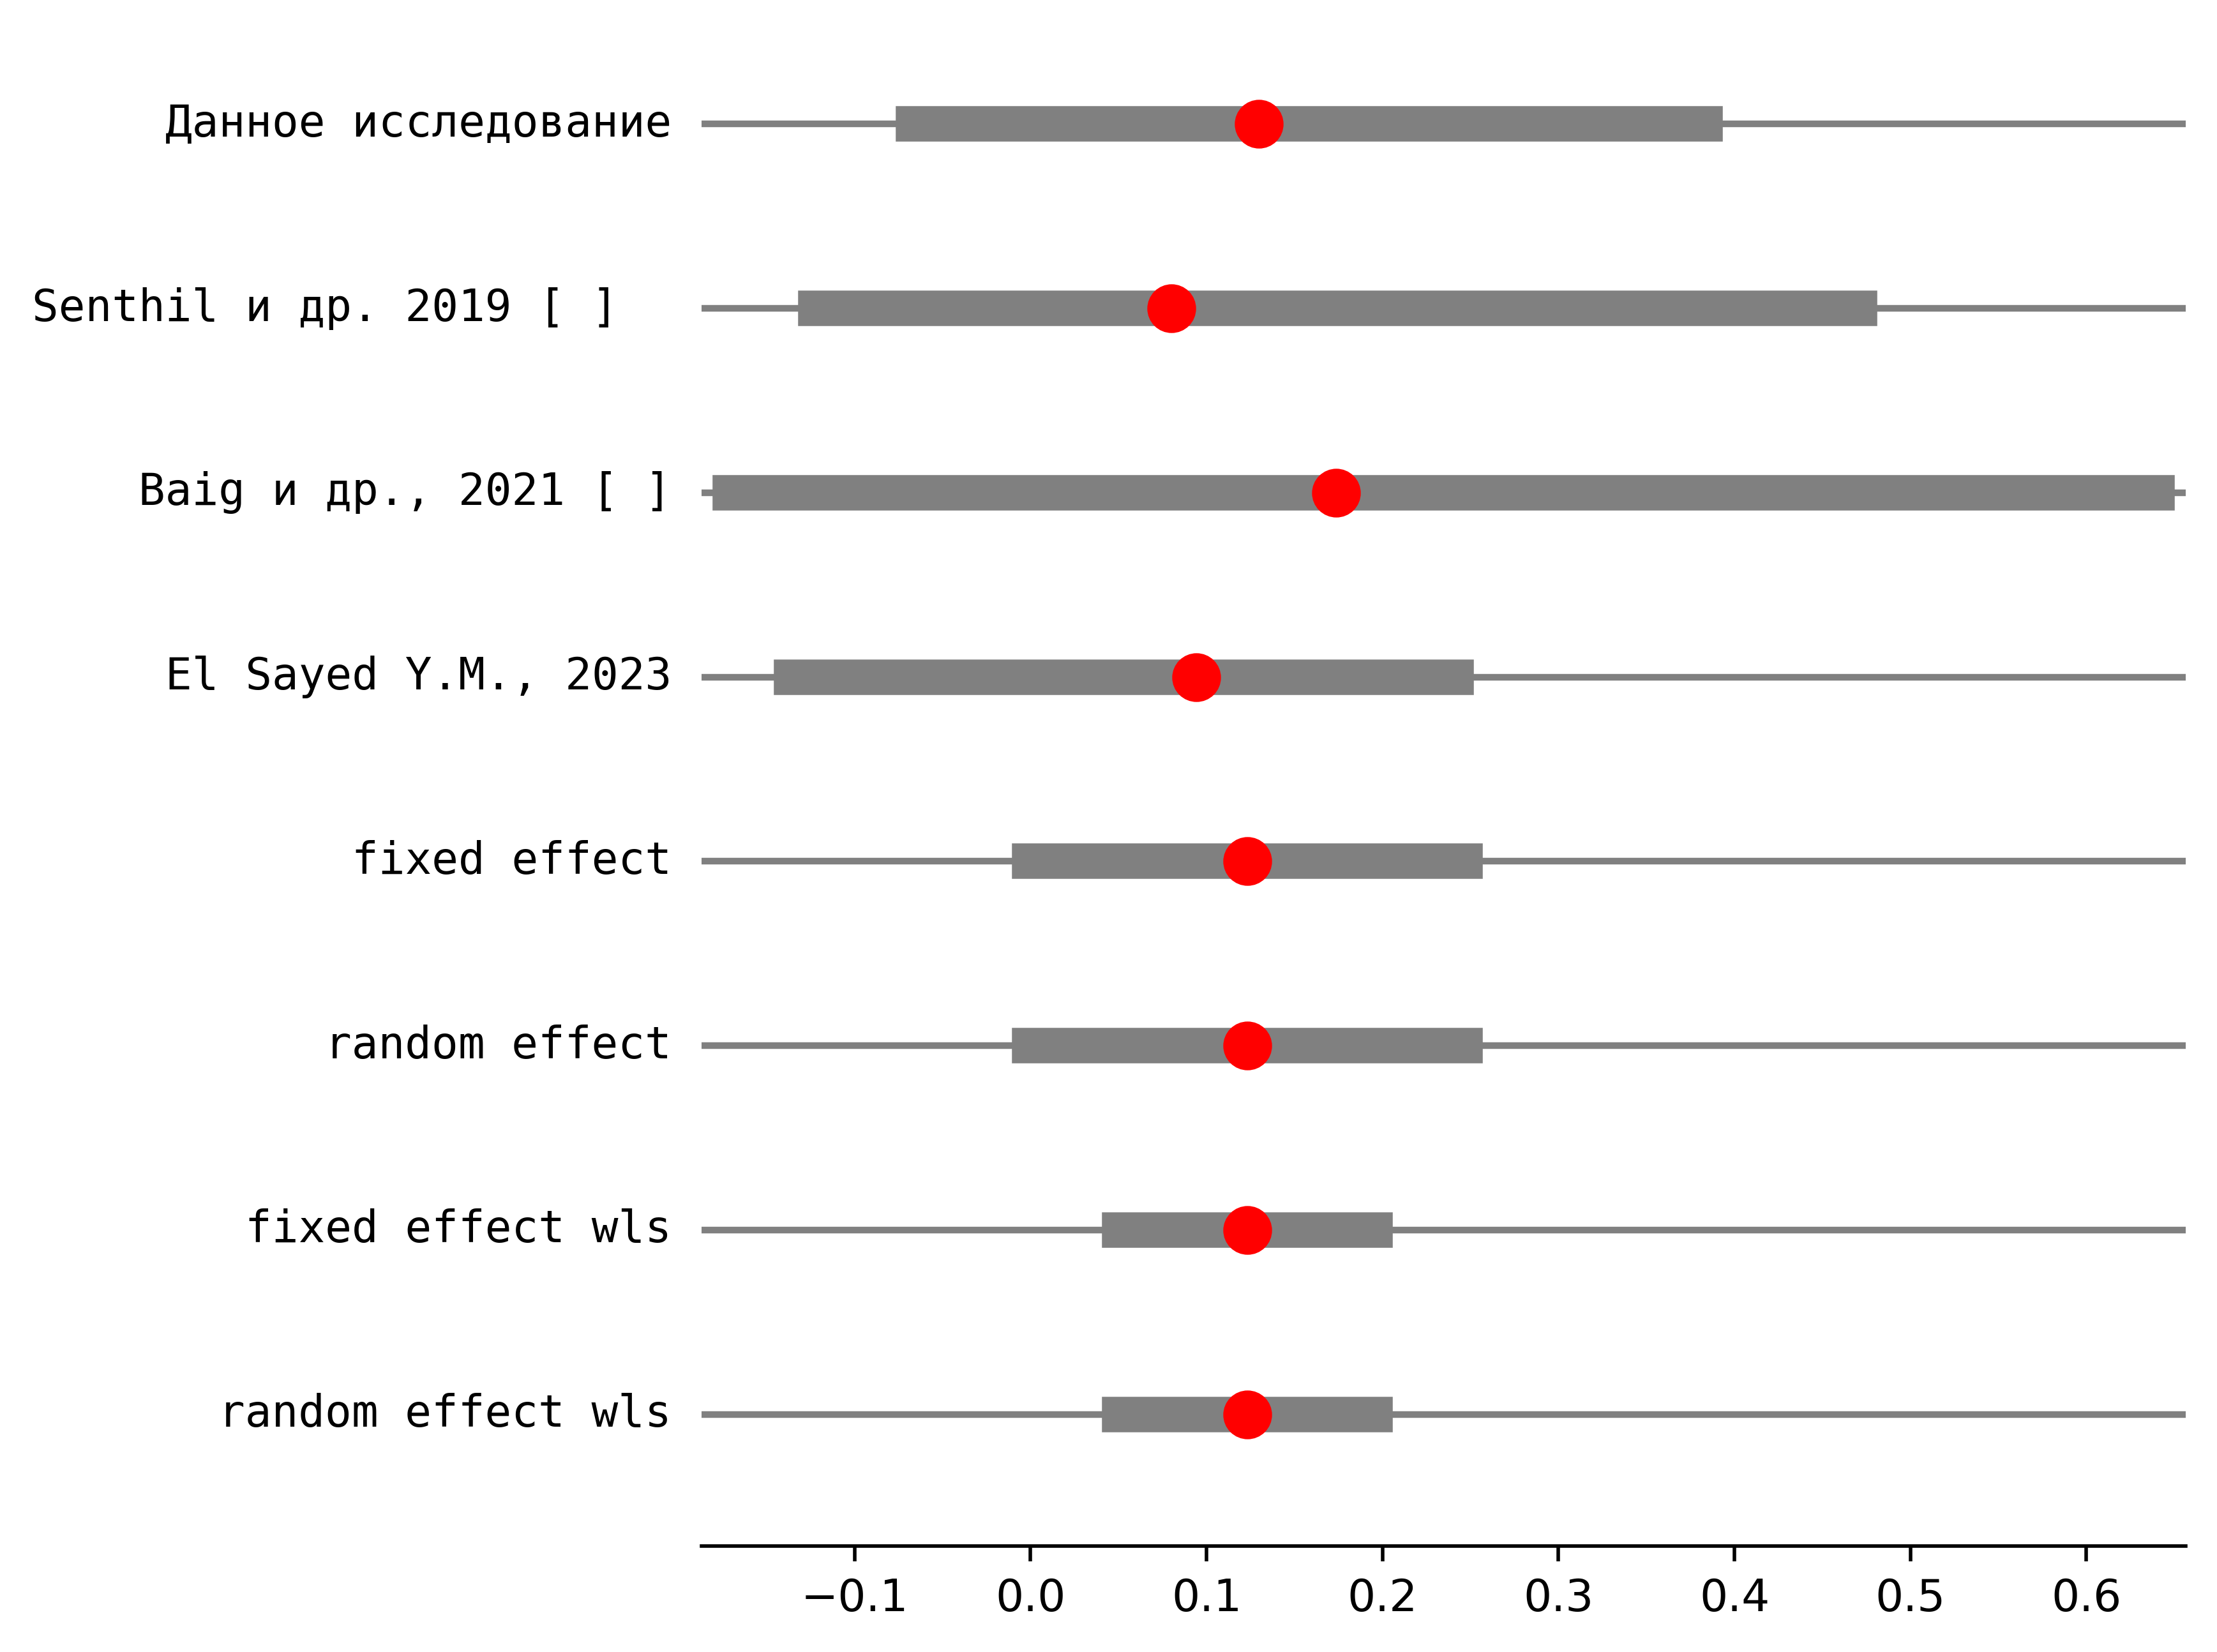 Данное исследование
Senthil и др. 2019 [ ]
Baig и др., 2021 [ ]
El Sayed Y.M., 2023
fixed effect
random effect
fixed effect wls
random effect wls
−0.1 0.0 0.1 0.2 0.3 0.4 0.5 0.6